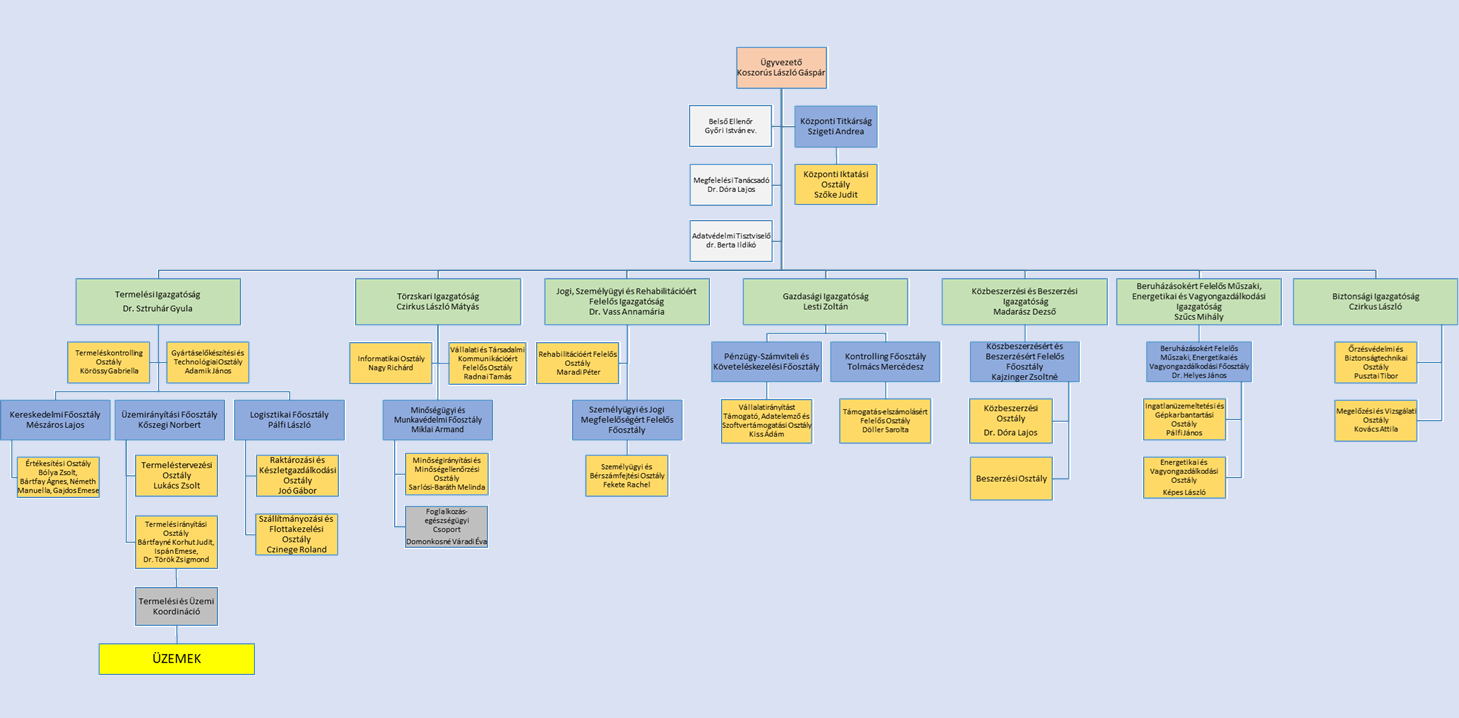 Ügyvezető
Koszorús László Gáspár
Belső Ellenőr
Győri István ev.
Központi Titkárság
Szigeti Andrea
Megfelelési Tanácsadó
Dr. Dóra Lajos
Központi Iktatási
Osztály
Szőke Judit
Adatvédelmi Tisztviselő
dr. Berta Ildikó
Termelési Igazgatóság
Dr. Sztruhár Gyula
Törzskari Igazgatóság
Czirkus László Mátyás
Jogi, Személyügyi és Rehabilitációért
Felelős Igazgatóság
Dr. Vass Annamária
Gazdasági Igazgatóság
Lesti Zoltán
Közbeszerzési és Beszerzési
Igazgatóság
Madarász Dezső
Beruházásokért Felelős Műszaki,
Energetikai és Vagyongazdálkodási
Igazgatóság
Szűcs Mihály
Biztonsági Igazgatóság
Czirkus László
Termeléskontrolling
Osztály
Körössy Gabriella
Gyártáselőkészítési és
Technológiai Osztály
Adamik János
Informatikai Osztály
Nagy Richárd
Vállalati és Társadalmi
Kommunikációért
Felelős Osztály
Radnai Tamás
Rehabilitációért Felelős
Osztály
Maradi Péter
Pénzügy-Számviteli és
Követeléskezelési Főosztály
Kontrolling Főosztály
Tolmács Mercédesz
Köszbeszerzésért és
Beszerzésért Felelős
Főosztály
Kajzinger Zsoltné
Beruházásokért Felelős
Műszaki, Energetikai és
Vagyongazdálkodási Főosztály
Dr. Helyes János
Őrzésvédelmi és
Biztonságtechnikai
Osztály
Pusztai Tibor
Kereskedelmi Főosztály
Mészáros Lajos
Üzemirányítási Főosztály
Kőszegi Norbert
Logisztikai Főosztály
Pálfi László
Minőségügyi és
Munkavédelmi Főosztály
Miklai Armand
Személyügyi és Jogi
Megfelelőségért Felelős
Főosztály
Vállalatirányítást
Támogató, Adatelemző és
Szoftvertámogatási Osztály
Kiss Ádám
Támogatás-elszámolásért
Felelős Osztály
Döller Sarolta
Közbeszerzési
Osztály
Dr. Dóra Lajos
Ingatlanüzemeltetési és
Gépkarbantartási
Osztály
Pálfi János
Megelőzési és Vizsgálati
Osztály
Kovács Attila
Értékesítési Osztály
Bólya Zsolt,
Bártfay Ágnes, Németh
Manuella, Gajdos Emese
Termeléstervezési
Osztály
Lukács Zsolt
Raktározási és
Készletgazdálkodási
Osztály
Joó Gábor
Minőségirányítási és
Minőségellenőrzési
Osztály
Sarlósi-Baráth Melinda
Személyügyi és
Bérszámfejtési Osztály
Fekete Rachel
Beszerzési Osztály
Energetikai és
Vagyongazdálkodási
Osztály
Képes László
Termelésirányítási
Osztály
Bártfayné Korhut Judit,
Ispán Emese,
Dr. Török Zsigmond
Szállítmányozási és
Flottakezelési
Osztály
Czinege Roland
Foglalkozás-
egészségügyi
Csoport
Domonkosné Váradi Éva
Termelési és Üzemi
Koordináció
ÜZEMEK